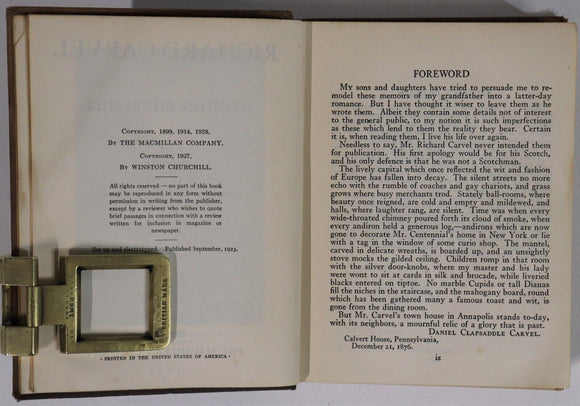 COPYRIGHT, 1899, 1914, 1928,
BY THE MACMILLAN COMPANY.
COPYRIGHT, 1927,
BY WINSTON CHURCHILL.
All rights reserved — no part of this book
may be reproduced in any form without
permission in writing from the publisher,
except by a reviewer who wishes to quote
brief passages in connection with a review
written for inclusion in magazine or
newspaper.
Set up and electrotyped. Published September, 1923.
BRITISH MADE
• PRINTED IN THE UNITED STATES OF AMERICA •
FOREWORD
My sons and daughters have tried to persuade me to re-
model these memoirs of my grandfather into a latter-day
romance. But I have thought it wiser to leave them as he
wrote them. Albeit they contain some details not of interest
to the general public, to my notion it is such imperfections
as these which lend to them the reality they bear. Certain
it is, when reading them, I live his life over again.
Needless to say, Mr. Richard Carvel never intended them
for publication. His first apology would be for his Scotch,
and his only defence is that he was not a Scotchman.
The lively capital which once reflected the wit and fashion
of Europe has fallen into decay. The silent streets no more
echo with the rumble of coaches and gay chariots, and grass
grows where busy merchants trod. Stately ball-rooms, where
beauty once reigned, are cold and empty and mildewed, and
halls, where laughter rang, are silent. Time was when every
wide-throated chimney poured forth its cloud of smoke, when
every andiron held a generous log,—andirons which are now
gone to decorate Mr. Centennial's home in New York or lie
with a tag in the window of some curio shop. The mantel,
carved in delicate wreaths, is boarded up, and an unsightly
stove mocks the gilded ceiling. Children romp in that room
with the silver door-knobs, where my master and his lady
were wont to sit at cards in silk and brocade, while liveried
blacks entered on tiptoe. No marble Cupids or tall Dianas
fill the niches in the staircase, and the mahogany board, round
which has been gathered many a famous toast and wit, is
gone from the dining room.
But Mr. Carvel's town house in Annapolis stands to-day,
with its neighbors, a mournful relic of a glory that is past.
DANIEL CLAPSADDLE CARVEL.
Calvert House, Pennsylvania,
December 21, 1876.
ix